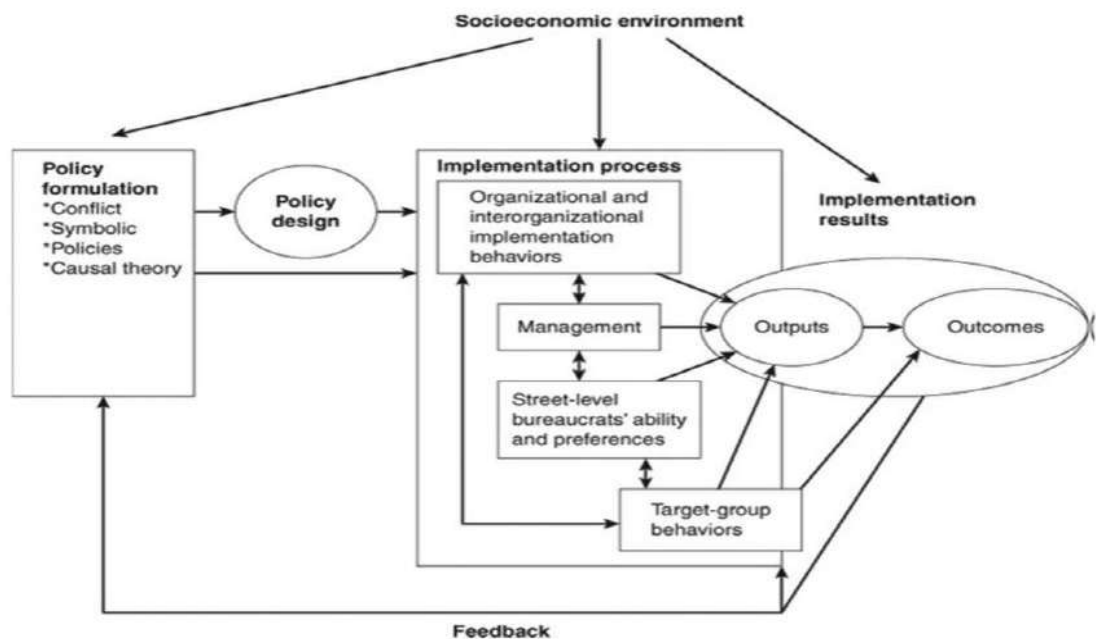 Socioeconomic environment
Policy
formulation
*Conflict
*Symbolic
*Policies
*Causal theory
Policy
design
Implementation process
Organizational and
interorganizational
implementation
behaviors
Management
Street-level
bureaucrats' ability
and preferences
Target-group
behaviors
Implementation
results
Outputs
Outcomes
Feedback